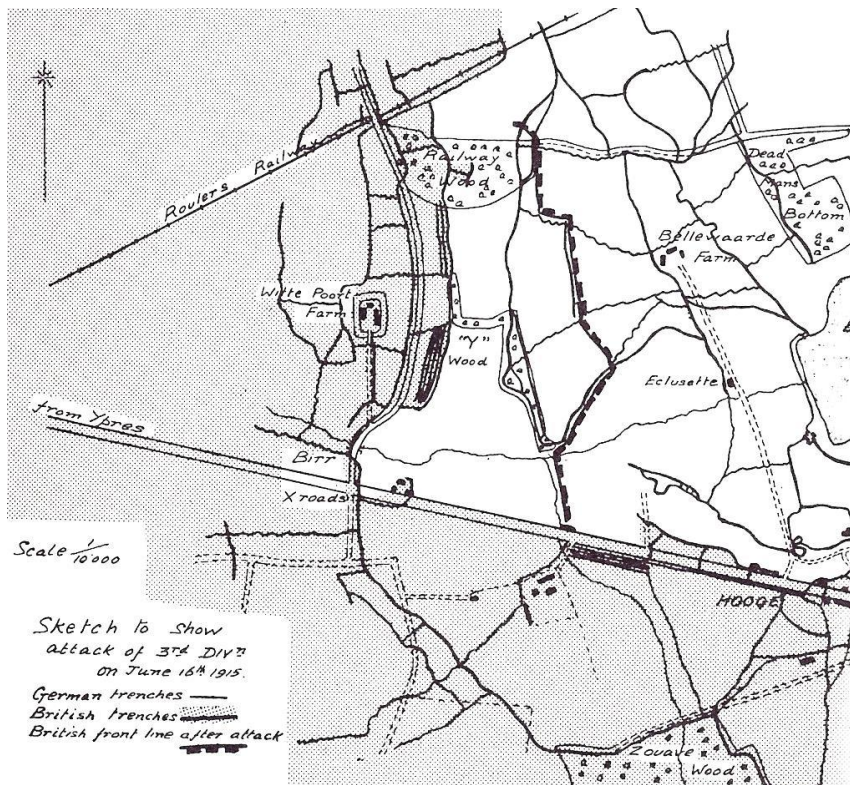 Roulers Railway
Railway
Wood
Dead
Mans
Bottom
Bellewaarde
Farm
Witte Poort
Farm
"Y"
Wood
Eclusette
from Ypres
Birr
X roads
HOOGE
Zouave
Wood
Scale 1/10000
Sketch to show
attack of 3rd Divn
on June 16th 1915.
German trenches
British trenches
British front line after attack